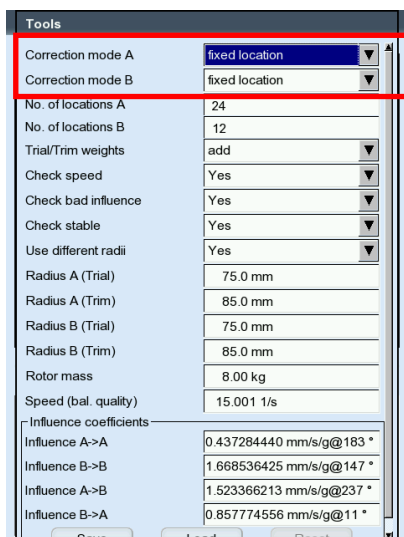 Tools
Correction mode A fixed location
Correction mode B fixed location
No. of locations A 24
No. of locations B 12
Trial/Trim weights add
Check speed Yes
Check bad influence Yes
Check stable Yes
Use different radii Yes
Radius A (Trial) 75.0 mm
Radius A (Trim) 85.0 mm
Radius B (Trial) 75.0 mm
Radius B (Trim) 85.0 mm
Rotor mass 8.00 kg
Speed (bal. quality) 15.001 1/s
Influence coefficients
Influence A->A 0.437284440 mm/s/g@183 °
Influence B->B 1.668536425 mm/s/g@147 °
Influence A->B 1.523366213 mm/s/g@237 °
Influence B->A 0.857774556 mm/s/g@11 °
Save Load Reset